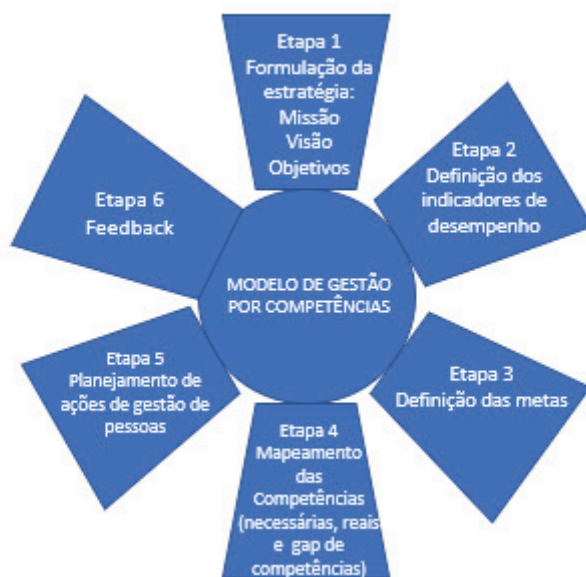 Etapa 1
Formulação da
estratégia:
Missão
Visão
Objetivos
Etapa 2
Definição dos
indicadores de
desempenho
Etapa 3
Definição das metas
Etapa 4
Mapeamento
das
Competências
(necessárias, reais
e gap de
competências)
Etapa 5
Planejamento de
ações de gestão de
pessoas
Etapa 6
Feedback
MODELO DE GESTÃO
POR COMPETÊNCIAS